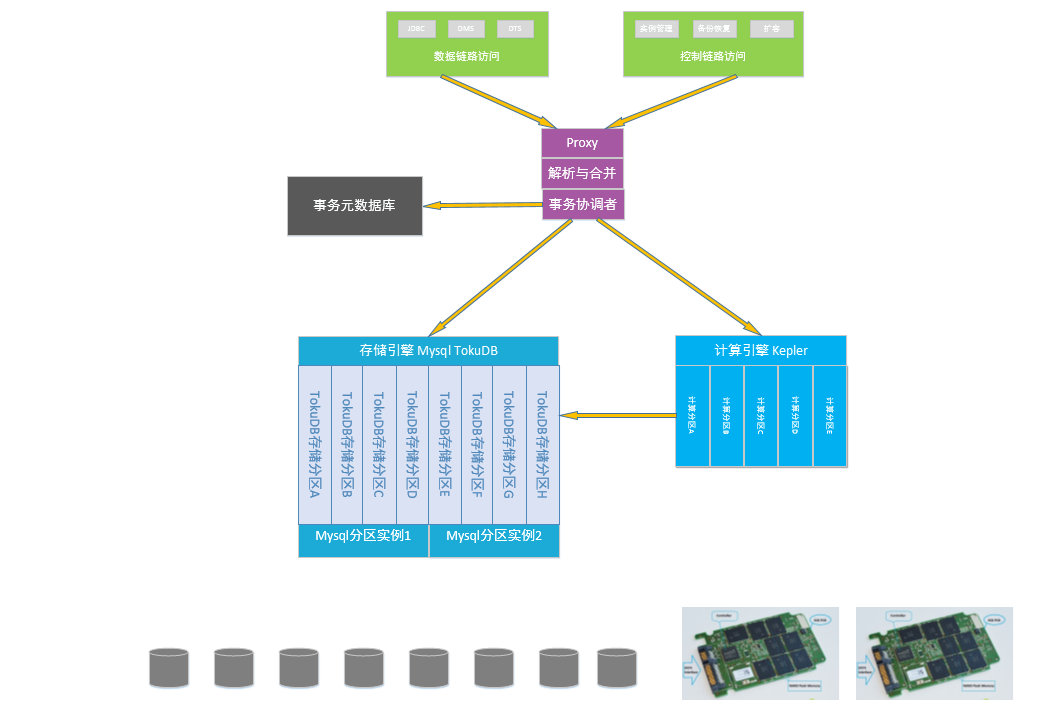 JDBC
DMS
DTS
数据链路访问
实例管理
备份恢复
扩容
控制链路访问
Proxy
解析与合并
事务协调者
事务元数据库
存储引擎 Mysql TokuDB
TokuDB存储分区A
TokuDB存储分区B
TokuDB存储分区C
TokuDB存储分区D
TokuDB存储分区E
TokuDB存储分区F
TokuDB存储分区G
TokuDB存储分区H
Mysql分区实例1
Mysql分区实例2
计算引擎 Kepler
计算分区A
计算分区B
计算分区C
计算分区D
计算分区E
Controller
NAND Flash Memory
Controller
NAND Flash Memory